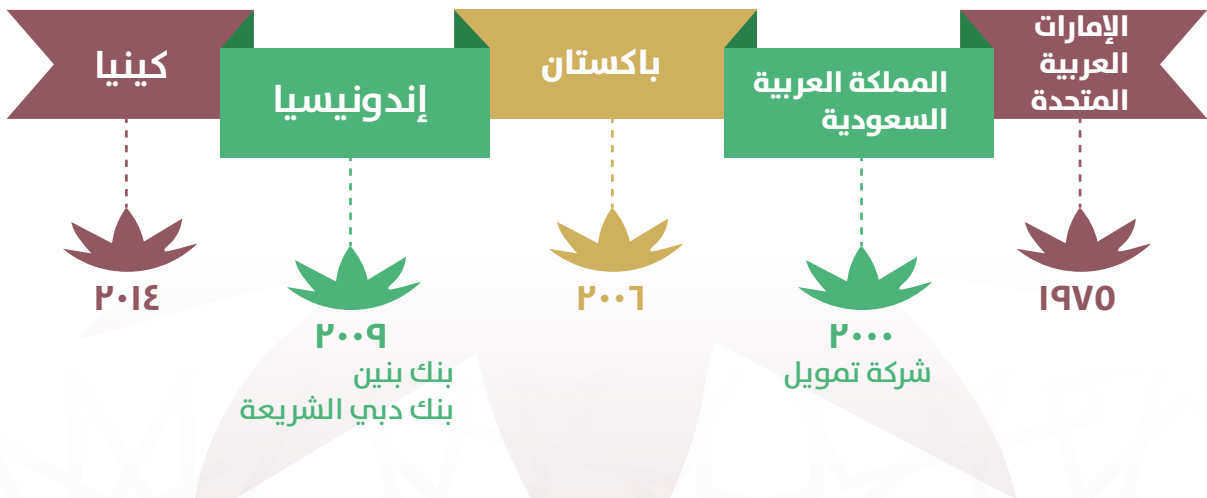 الإمارات
العربية
المتحدة
١٩٧٥
المملكة العربية
السعودية
٢٠٠٠
شركة تمويل
باكستان
٢٠٠٦
إندونيسيا
٢٠٠٩
بنك بنين
بنك دبي الشريعة
كينيا
٢٠١٤